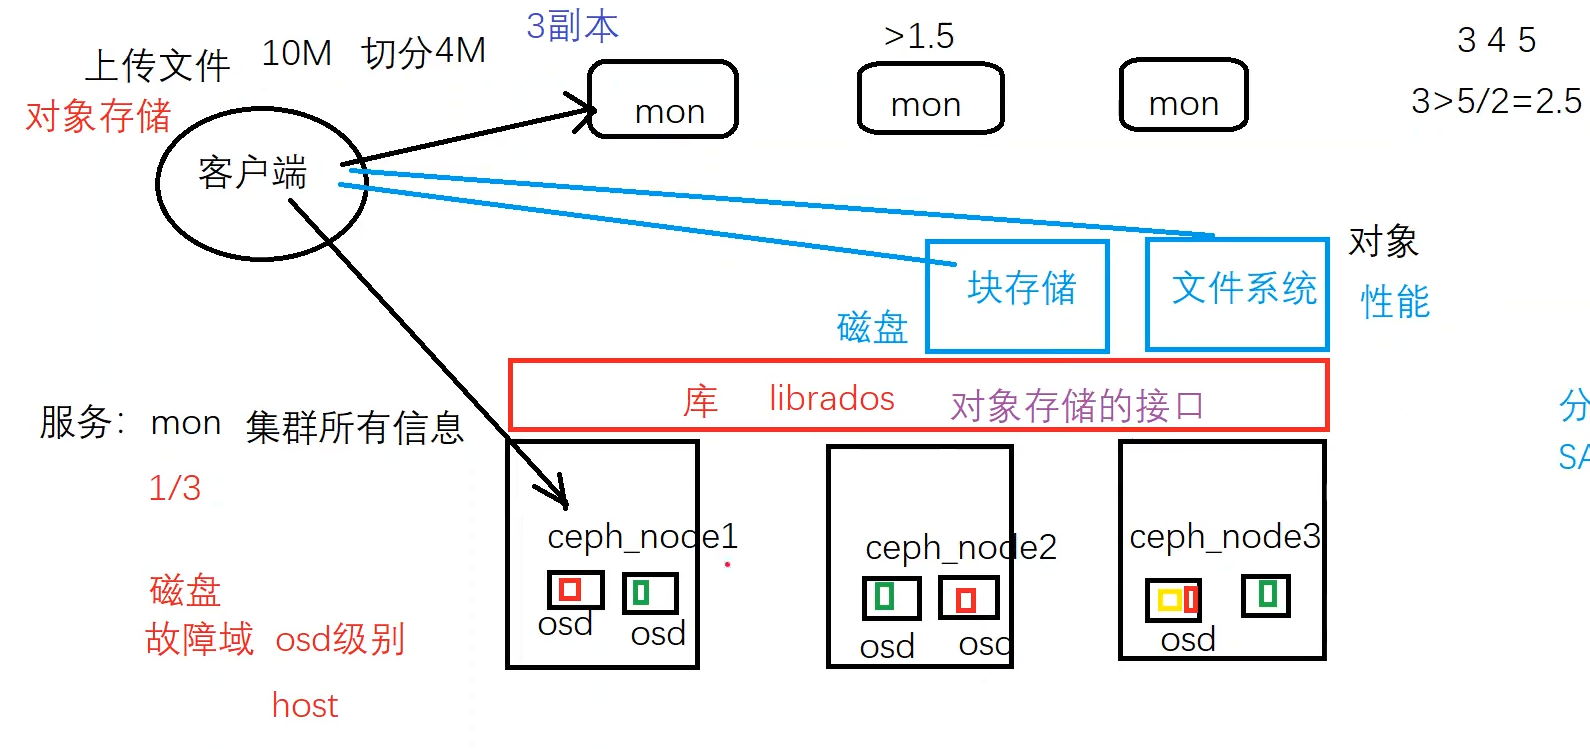 3副本
>1.5
3 4 5
上传文件 10M 切分4M
对象存储
mon
mon
mon
3>5/2=2.5
客户端
对象
块存储
文件系统
性能
磁盘
库 librados 对象存储的接口
分
SA
服务： mon 集群所有信息
1/3
ceph_node1
ceph_node2
ceph_node3
磁盘
故障域 osd级别
osd
osd
osd
osd
osd
host